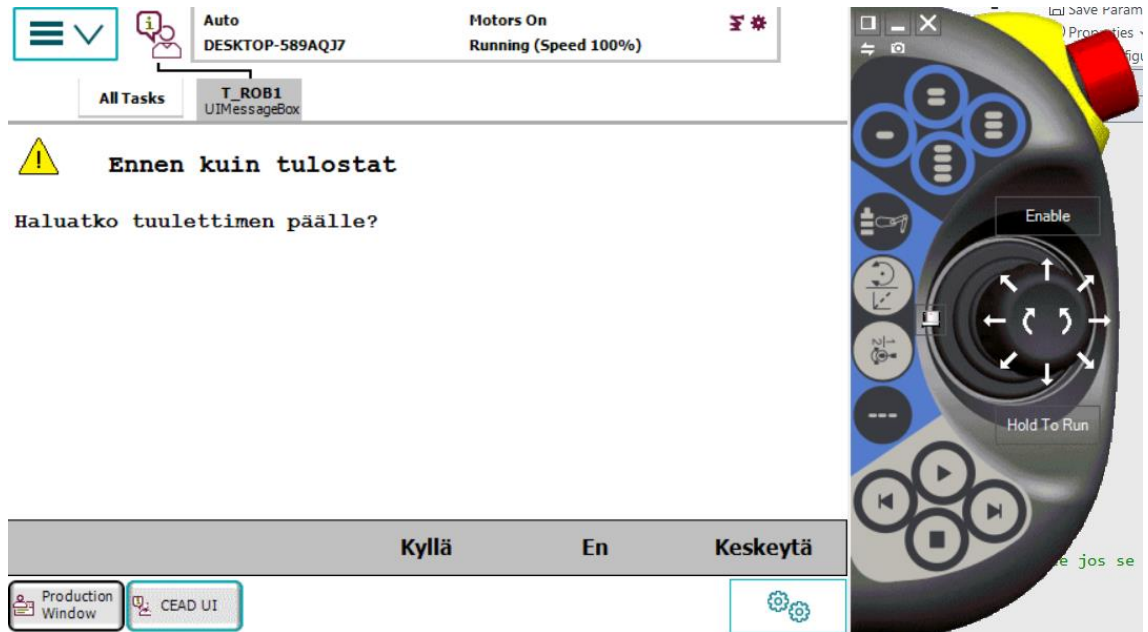 Auto
DESKTOP-589AQJ7
Motors On
Running (Speed 100%)
Save Param
All Tasks
T_ROB1
UIMessageBox
Ennen kuin tulostat
Haluatko tuulettimen päälle?
Enable
Hold To Run
Kyllä En Keskeytä
e jos se
Production
Window
CEAD UI